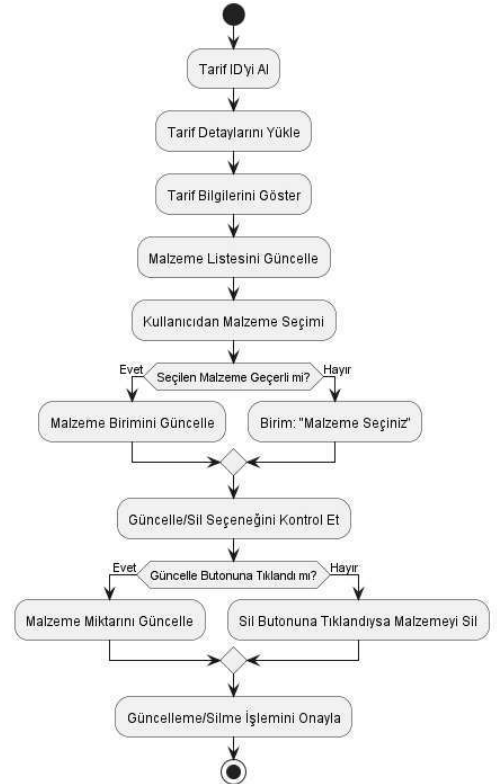 Tarif ID'yi Al
Tarif Detaylarını Yükle
Tarif Bilgilerini Göster
Malzeme Listesini Güncelle
Kullanıcıdan Malzeme Seçimi
Evet
Seçilen Malzeme Geçerli mi?
Hayır
Malzeme Birimini Güncelle
Birim: "Malzeme Seçiniz"
Güncelle/Sil Seçeneğini Kontrol Et
Evet
Güncelle Butonuna Tıklandı mı?
Hayır
Malzeme Miktarını Güncelle
Sil Butonuna Tıklandıysa Malzemeyi Sil
Güncelleme/Silme İşlemini Onayla